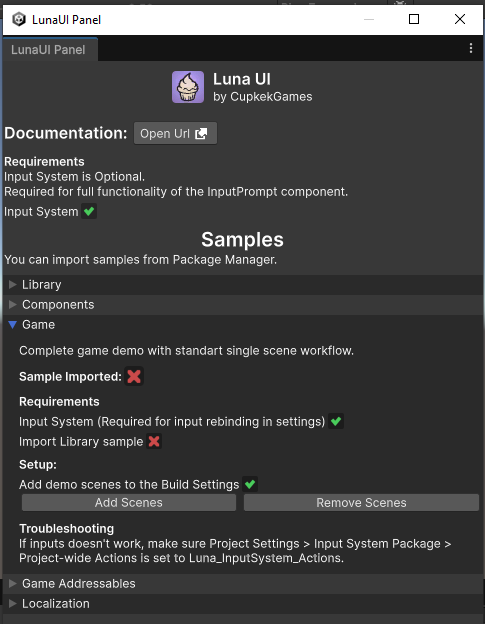 LunaUI Panel
LunaUI Panel
Luna UI
by CupkekGames
Documentation: Open Url
Requirements
Input System is Optional.
Required for full functionality of the InputPrompt component.
Input System
Samples
You can import samples from Package Manager.
Library
Components
Game
Complete game demo with standart single scene workflow.
Sample Imported:
Requirements
Input System (Required for input rebinding in settings)
Import Library sample
Setup:
Add demo scenes to the Build Settings
Add Scenes Remove Scenes
Troubleshooting
If inputs doesn't work, make sure Project Settings > Input System Package >
Project-wide Actions is set to Luna_InputSystem_Actions.
Game Addressables
Localization